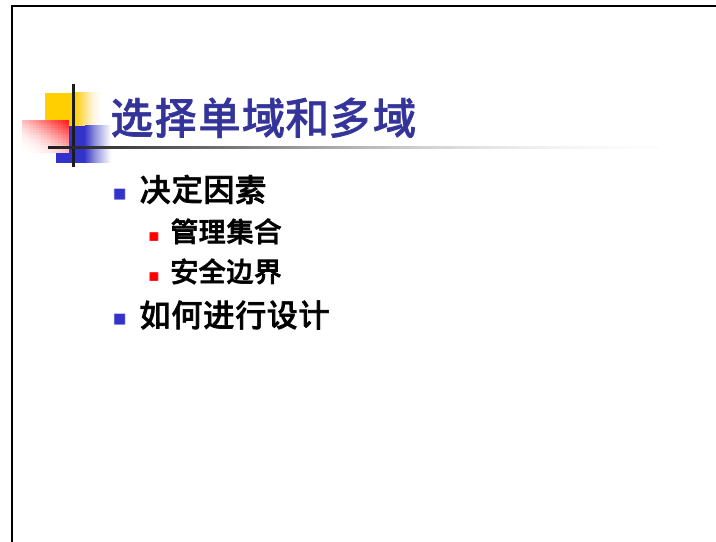 选择单域和多域
决定因素
管理集合
安全边界
如何进行设计